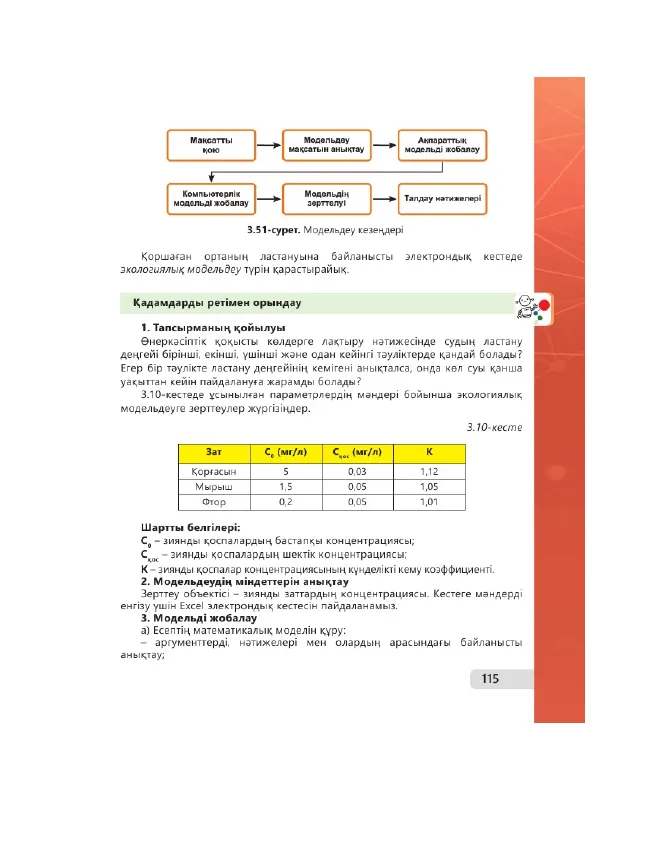 Мақсатты
қою
Модельдеу
мақсатын анықтау
Ақпараттық
модельді жобалау
Компьютерлік
модельді жобалау
Модельдің
зерттелуі
Талдау нәтижелері
3.51-сурет. Модельдеу кезеңдері
Қоршаған ортаның ластануына байланысты электрондық кестеде
экологиялық модельдеу түрін қарастырайық.
Қадамдарды ретімен орындау
1. Тапсырманың қойылуы
Өнеркәсіптік қоқысты көлдерге лақтыру нәтижесінде судың ластану
деңгейі бірінші, екінші, үшінші және одан кейінгі тәуліктерде қандай болады?
Егер бір тәулікте ластану деңгейінің кемігені анықталса, онда көл суы қанша
уақыттан кейін пайдалануға жарамды болады?
3.10-кестеде ұсынылған параметрлердің мәндері бойынша экологиялық
модельдеуге зерттеулер жүргізіңдер.
3.10-кесте
Зат C₀ (мг/л) Cқос (мг/л) K
Қорғасын 5 0,03 1,12
Мырыш 1,5 0,05 1,05
Фтор 0,2 0,05 1,01
Шартты белгілері:
C₀ – зиянды қоспалардың бастапқы концентрациясы;
Cқос – зиянды қоспалардың шектік концентрациясы;
K – зиянды қоспалар концентрациясының күнделікті кему коэффициенті.
2. Модельдеудің міндеттерін анықтау
Зерттеу объектісі – зиянды заттардың концентрациясы. Кестеге мәндерді
енгізу үшін Excel электрондық кестесін пайдаланамыз.
3. Модельді жобалау
а) Есептің математикалық моделін құру:
– аргументтерді, нәтижелері мен олардың арасындағы байланысты
анықтау;
115